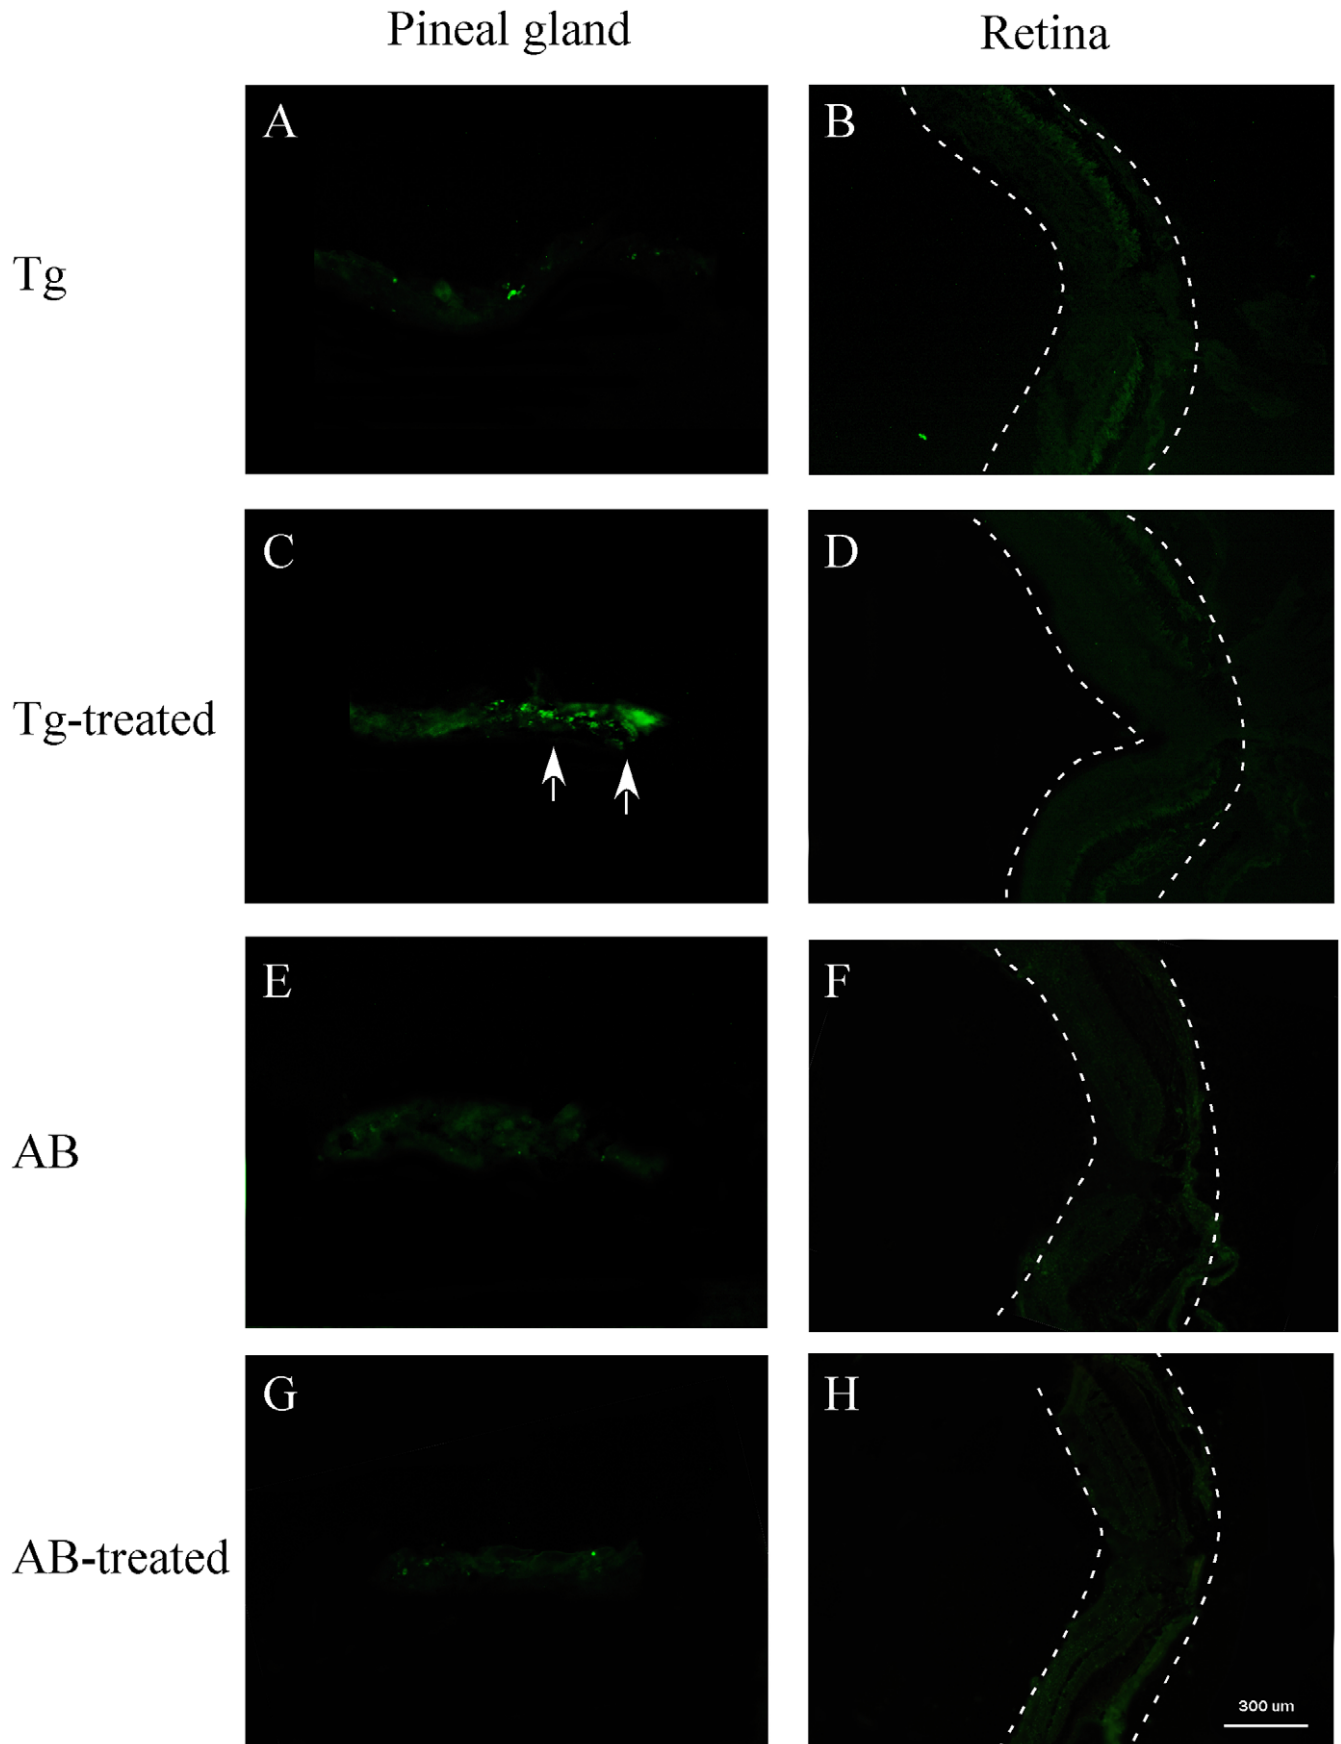 Pineal gland
Retina
A
B
Tg
C
D
Tg-treated
E
F
AB
G
H
AB-treated
300 um